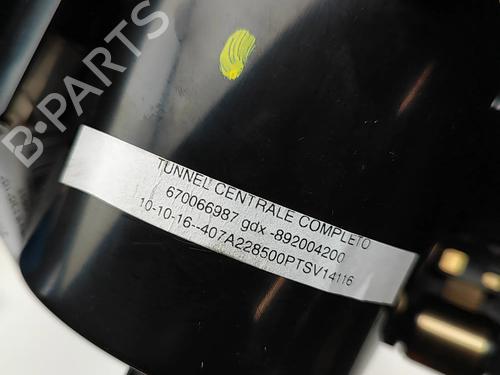 B-PARTS
TUNNEL CENTRALE COMPLETO
670066987 gdx -892004200
10-10-16--407A228500PTSV14116